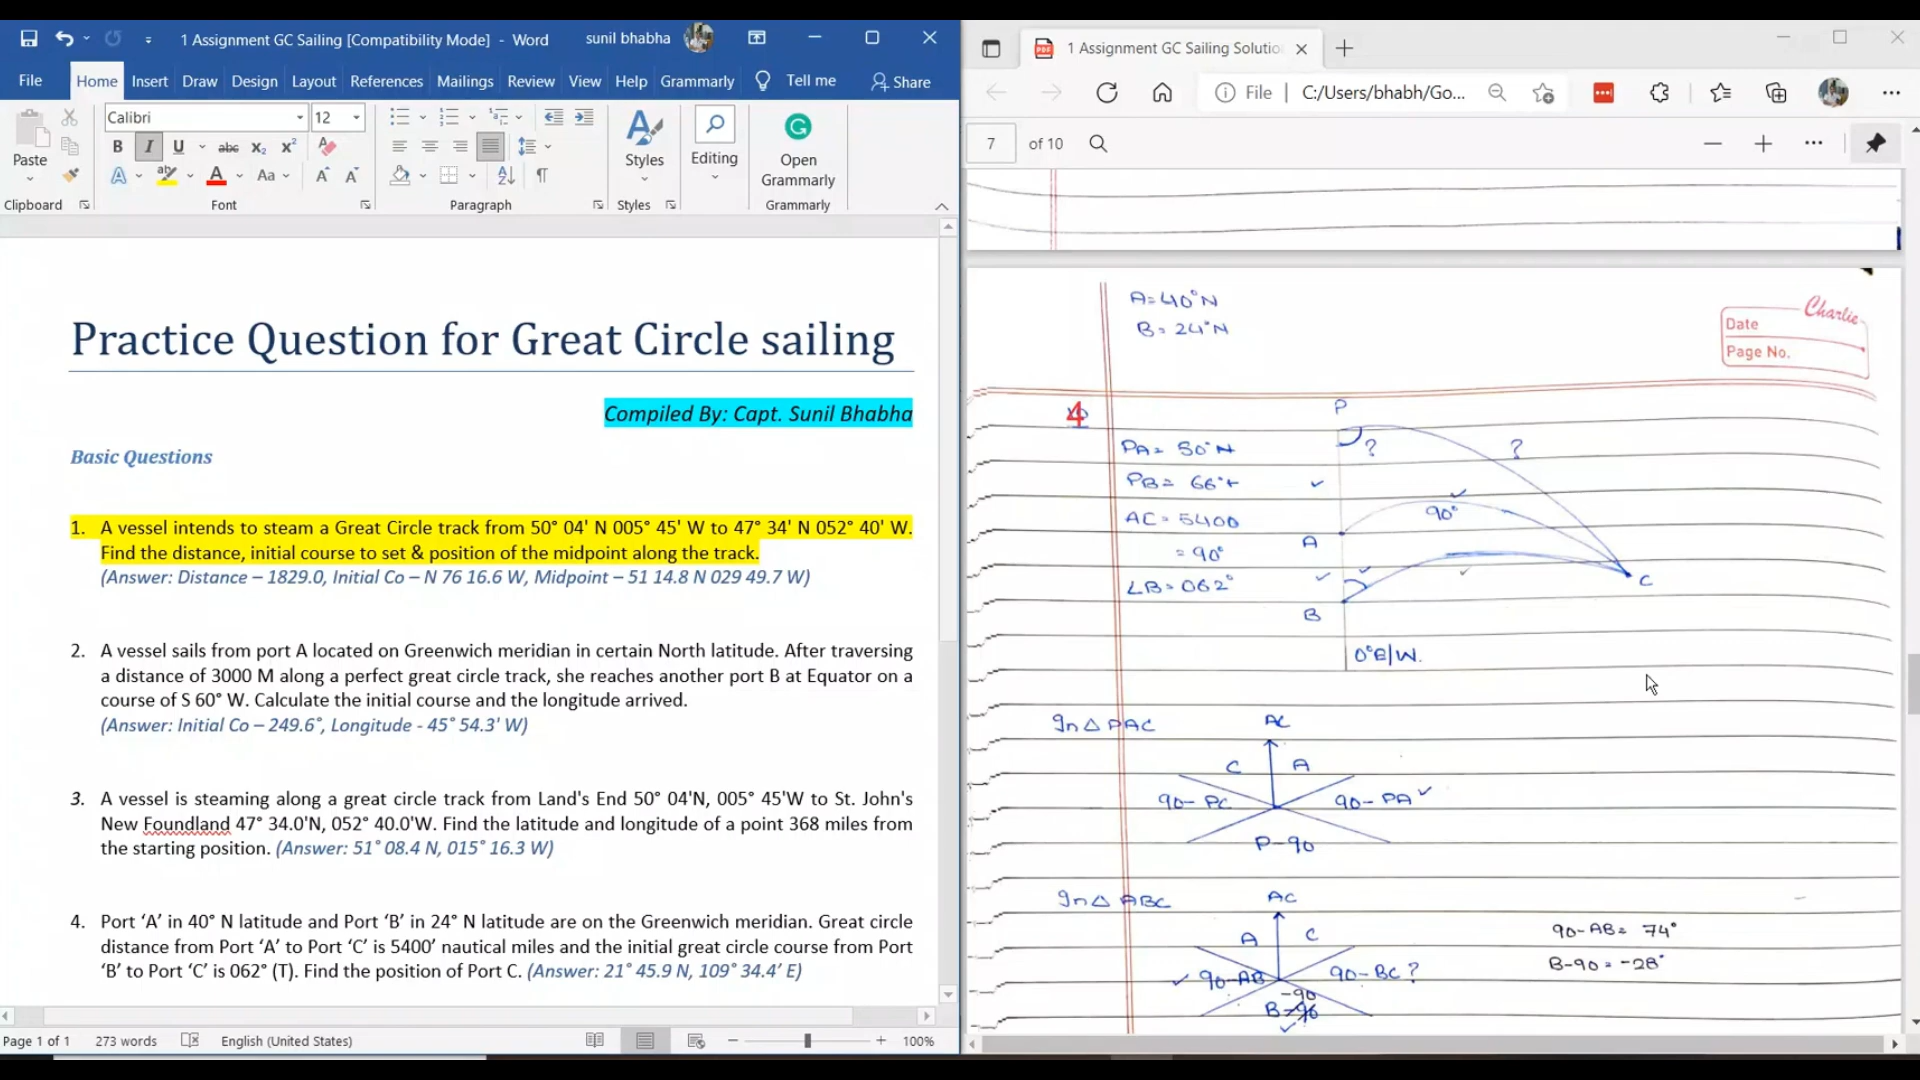 1 Assignment GC Sailing [Compatibility Mode] - Word
sunil bhabha
File Home Insert Draw Design Layout References Mailings Review View Help Grammarly Tell me Share
Paste
Calibri 12
B I U abc x₂ x²
A A Aa A A
Styles
Editing
Open
Grammarly
Clipboard Font Paragraph Styles Grammarly
Practice Question for Great Circle sailing
Compiled By: Capt. Sunil Bhabha
Basic Questions
1. A vessel intends to steam a Great Circle track from 50° 04' N 005° 45' W to 47° 34' N 052° 40' W.
Find the distance, initial course to set & position of the midpoint along the track.
(Answer: Distance – 1829.0, Initial Co – N 76 16.6 W, Midpoint – 51 14.8 N 029 49.7 W)
2. A vessel sails from port A located on Greenwich meridian in certain North latitude. After traversing
a distance of 3000 M along a perfect great circle track, she reaches another port B at Equator on a
course of S 60° W. Calculate the initial course and the longitude arrived.
(Answer: Initial Co – 249.6°, Longitude - 45° 54.3' W)
3. A vessel is steaming along a great circle track from Land's End 50° 04'N, 005° 45'W to St. John's
New Foundland 47° 34.0'N, 052° 40.0'W. Find the latitude and longitude of a point 368 miles from
the starting position. (Answer: 51° 08.4 N, 015° 16.3 W)
4. Port ‘A’ in 40° N latitude and Port ‘B’ in 24° N latitude are on the Greenwich meridian. Great circle
distance from Port ‘A’ to Port ‘C’ is 5400’ nautical miles and the initial great circle course from Port
‘B’ to Port ‘C’ is 062° (T). Find the position of Port C. (Answer: 21° 45.9 N, 109° 34.4’ E)
Page 1 of 1 273 words English (United States) 100%
1 Assignment GC Sailing Solutio
File C:/Users/bhabh/Go...
7 of 10
A=40°N
B=24°N
Charlie
Date
Page No.
4
P
PA= 50°N
? ?
PB= 66°
AC= 5400
90°
= 90°
A
∠B= 062°
C
B
0°E/W.
In △ PAC
AC
C A
90-PC 90-PA
P-90
In △ ABC
AC
A C
90-AB= 74°
B-90= -28°
90-AB 90-BC?
-90
B-90